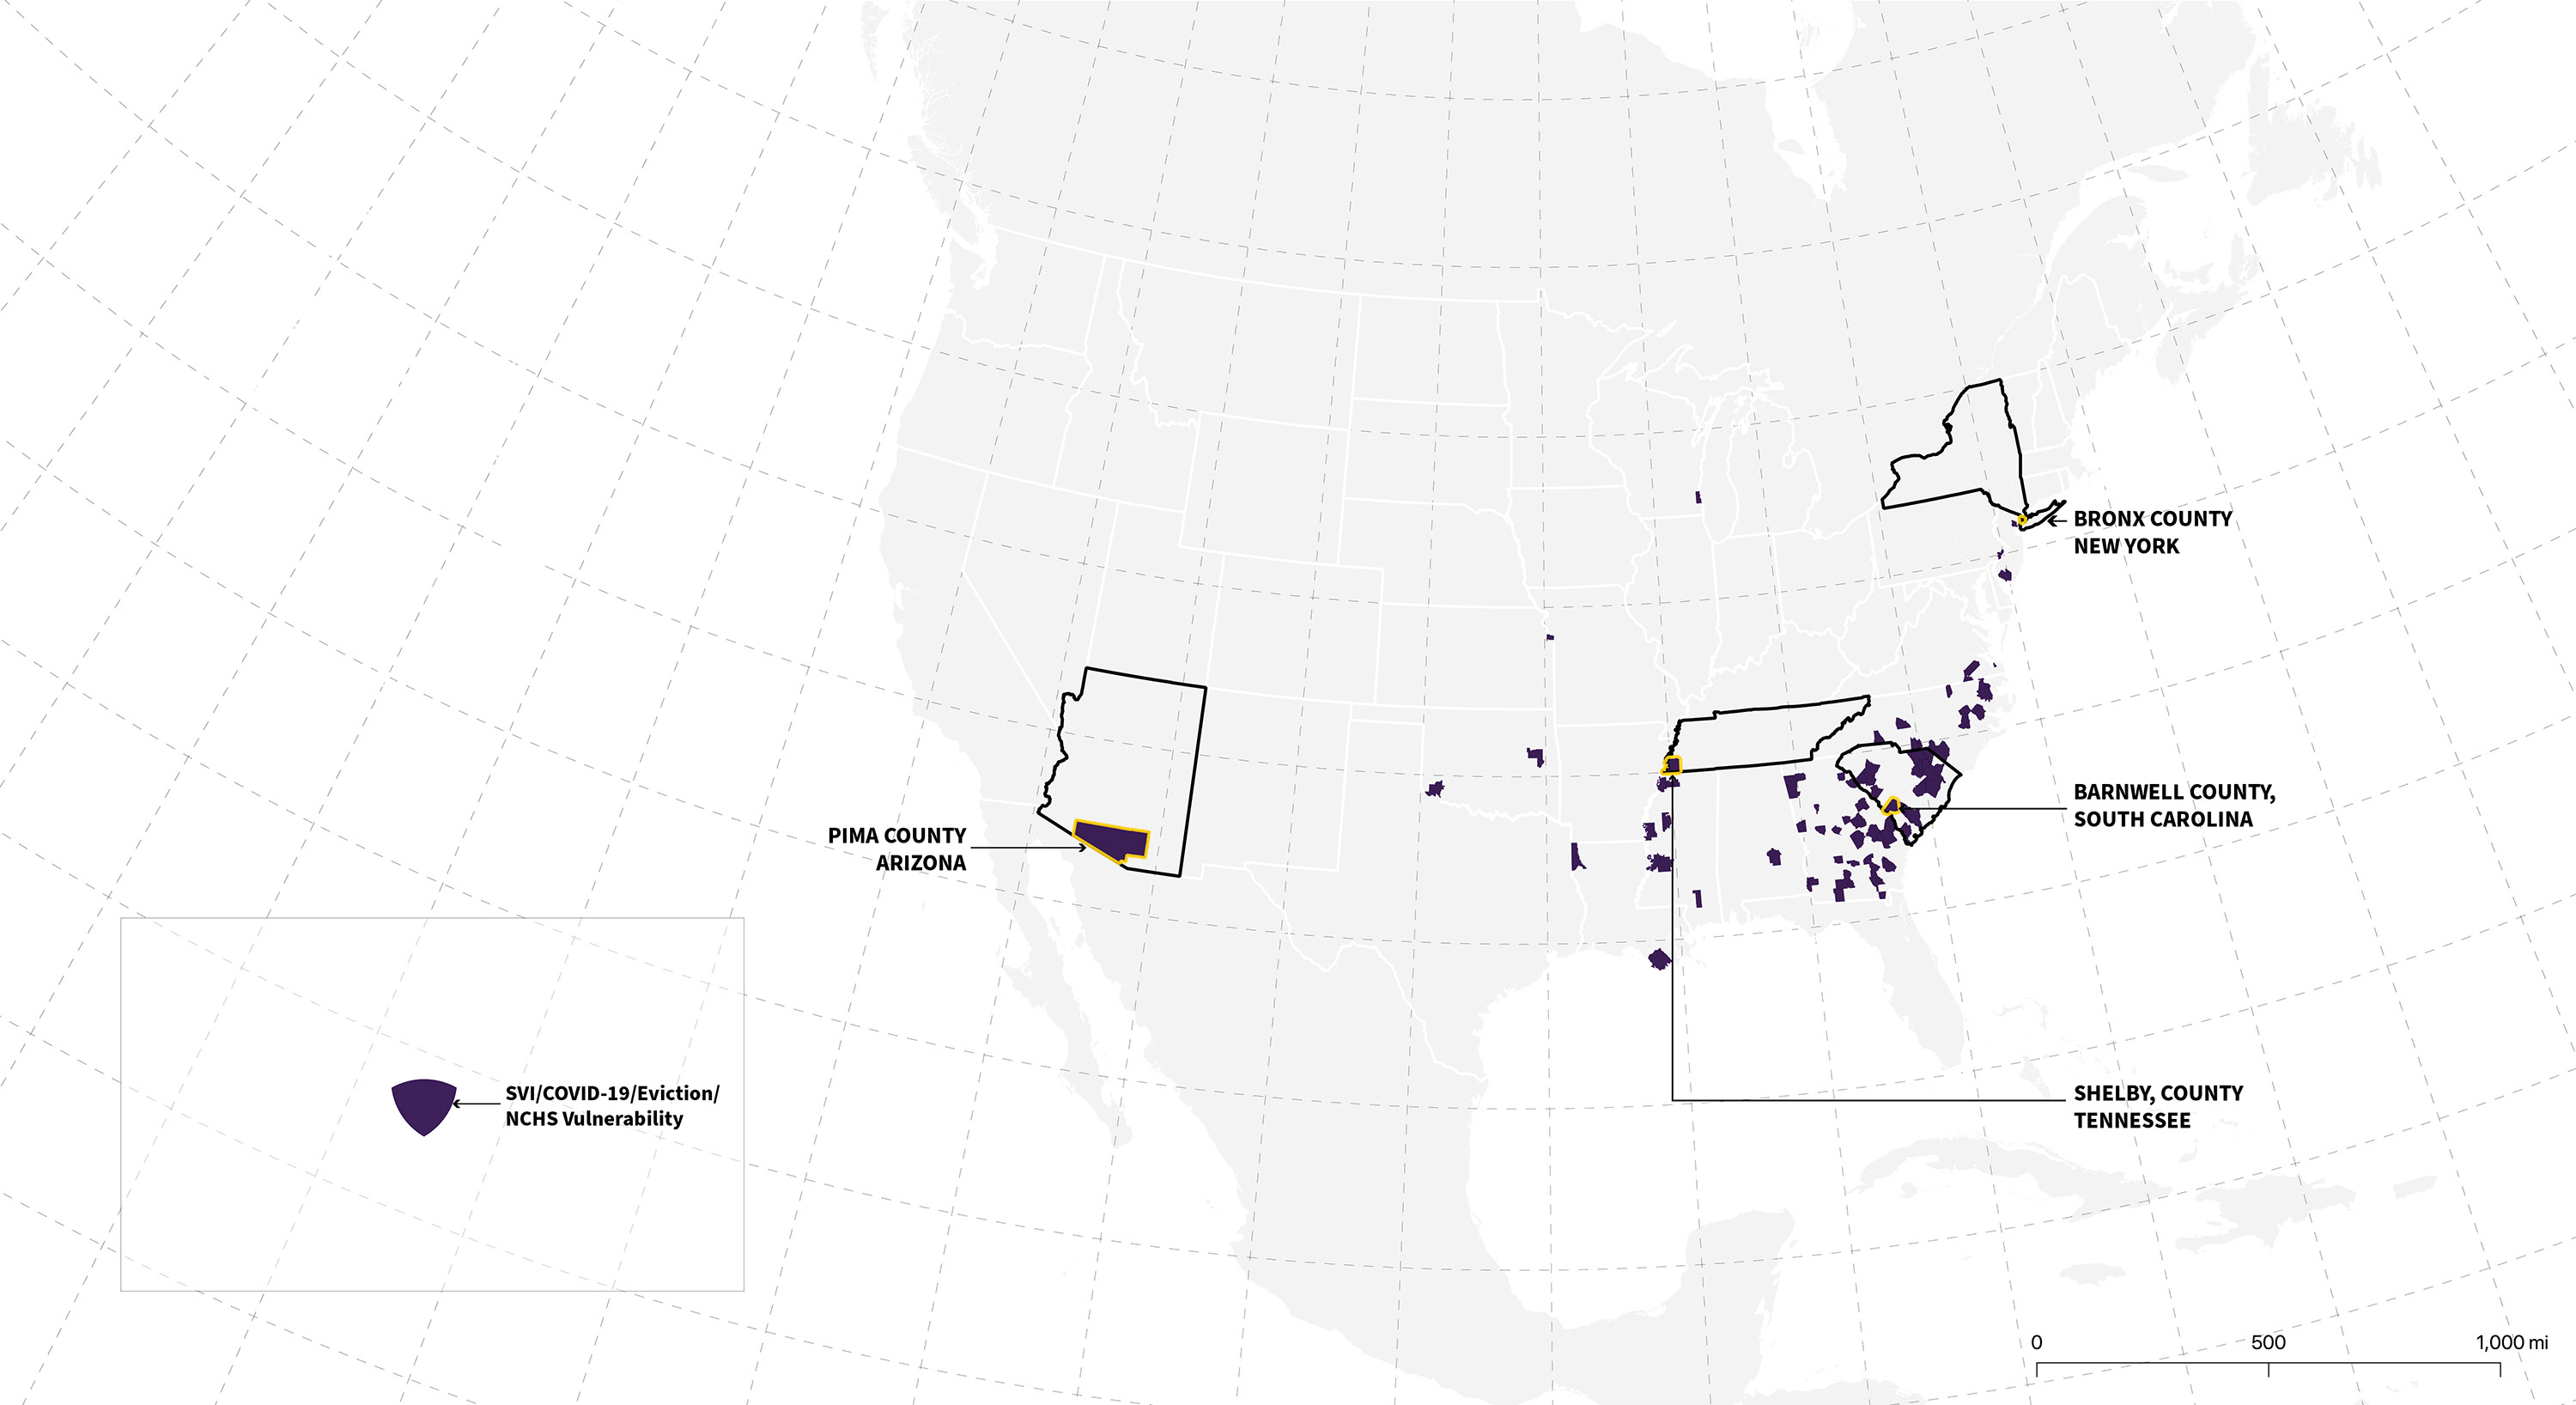 BRONX COUNTY
NEW YORK
BARNWELL COUNTY,
SOUTH CAROLINA
PIMA COUNTY
ARIZONA
SVI/COVID-19/Eviction/
NCHS Vulnerability
SHELBY, COUNTY
TENNESSEE
0 500 1,000 mi